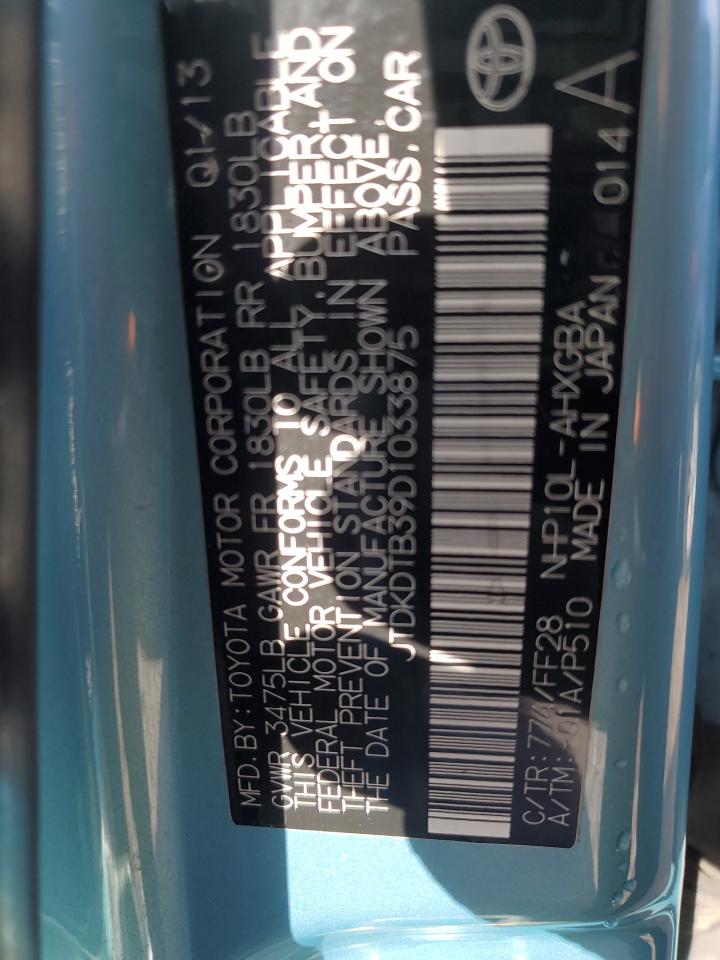 MFD. BY: TOYOTA MOTOR CORPORATION 01/13
GVWR 3475LB GAWR FR 1830LB RR 1830LB
THIS VEHICLE CONFORMS TO ALL APPLICABLE
FEDERAL MOTOR VEHICLE SAFETY, BUMPER AND
THEFT PREVENTION STANDARDS IN EFFECT ON
THE DATE OF MANUFACTURE SHOWN ABOVE.
JTDKDTB39D1033875 PASS. CAR
C/TR: 774/FF28 NHP10L-AHXGBA
A/TM: -01A/P510 MADE IN JAPAN 014 A